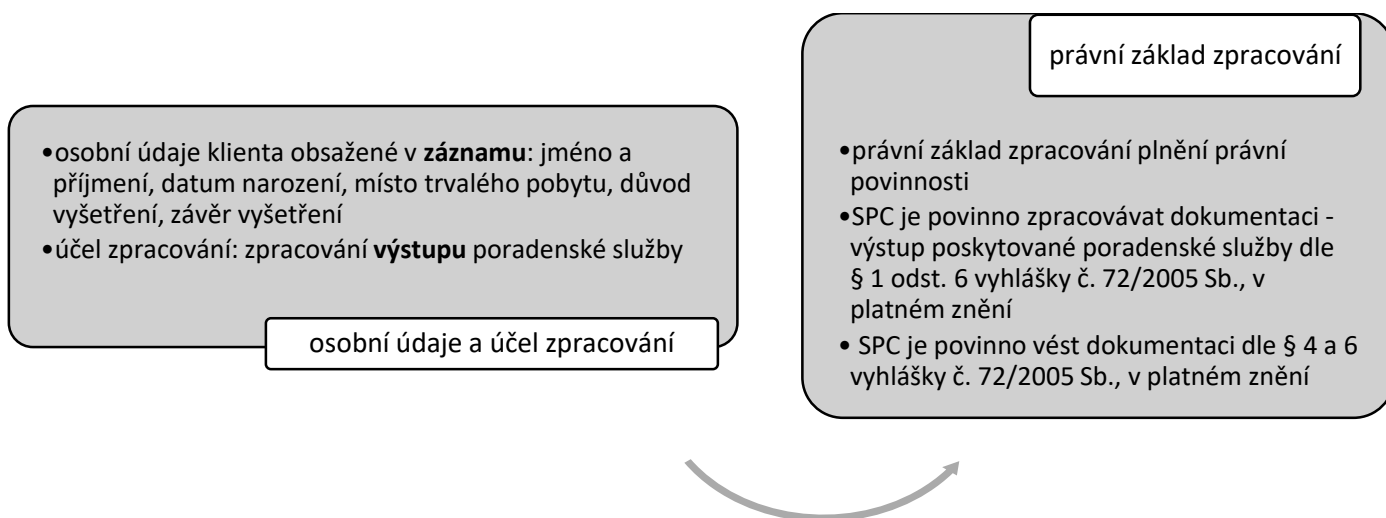 •osobní údaje klienta obsažené v záznamu: jméno a
příjmení, datum narození, místo trvalého pobytu, důvod
vyšetření, závěr vyšetření
•účel zpracování: zpracování výstupu poradenské služby
osobní údaje a účel zpracování
právní základ zpracování
•právní základ zpracování plnění právní
povinnosti
•SPC je povinno zpracovávat dokumentaci -
výstup poskytované poradenské služby dle
§ 1 odst. 6 vyhlášky č. 72/2005 Sb., v
platném znění
• SPC je povinno vést dokumentaci dle § 4 a 6
vyhlášky č. 72/2005 Sb., v platném znění